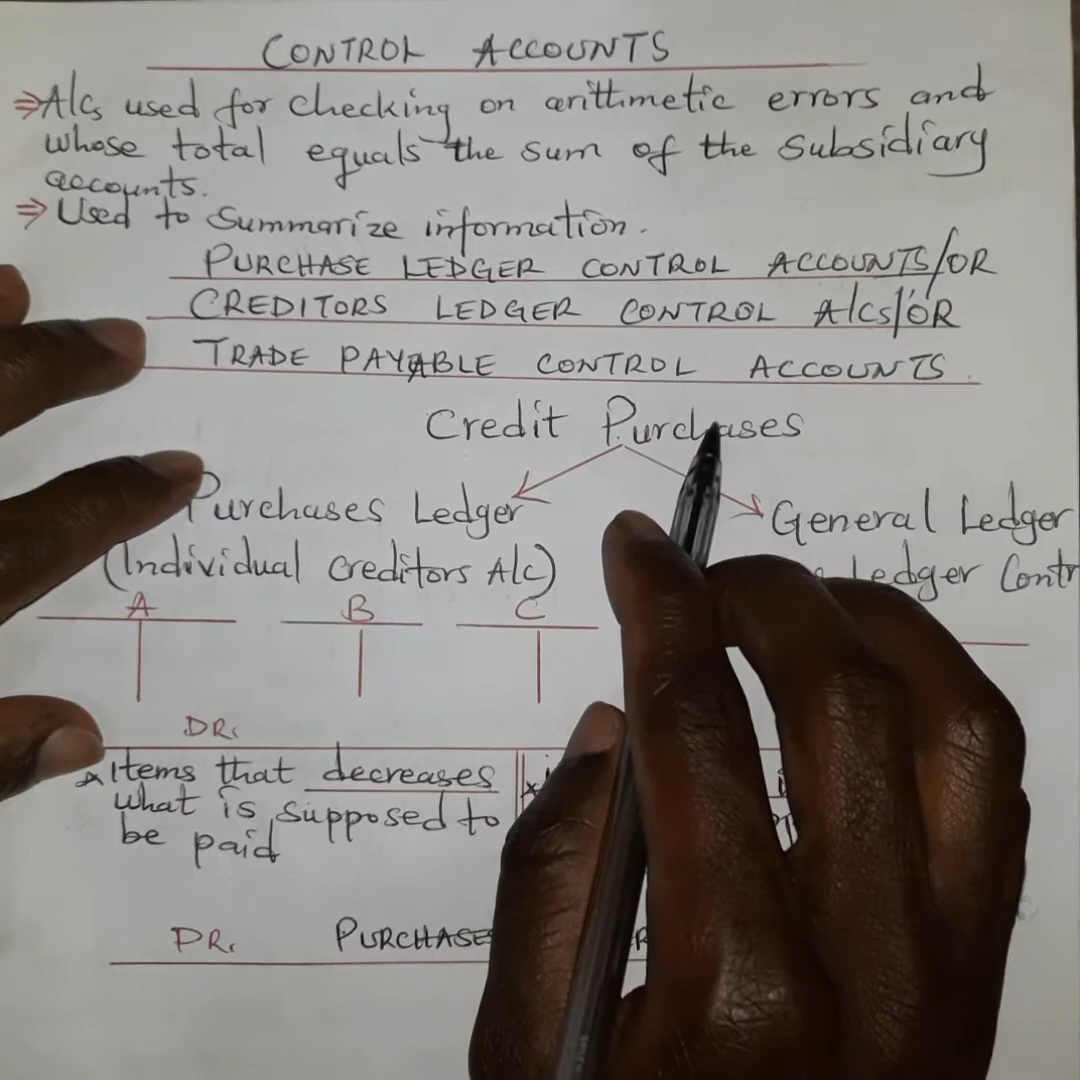 CONTROL ACCOUNTS
⇒A/Cs used for checking on arithmetic errors and
whose total equals the sum of the subsidiary
accounts.
⇒ Used to summarize information.
PURCHASE LEDGER CONTROL ACCOUNTS/OR
CREDITORS LEDGER CONTROL A/Cs/OR
TRADE PAYABLE CONTROL ACCOUNTS.
Credit Purchases
Purchases Ledger General Ledger
(Individual creditors A/C) Ledger Contr
A B C
DR.
*Items that decreases
what is supposed to
be paid
DR. PURCHASE